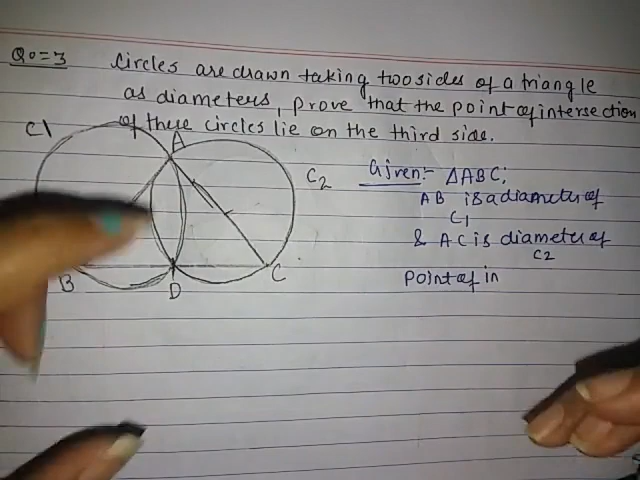 Qo=3 Circles are drawn taking two sides of a triangle
as diameters, prove that the point of intersection
of these circles lie on the third side.
C1
A
C2
Given:- ΔABC;
AB is a diameter of
C1
& AC is diameter of
C2
point of in
B
D
C